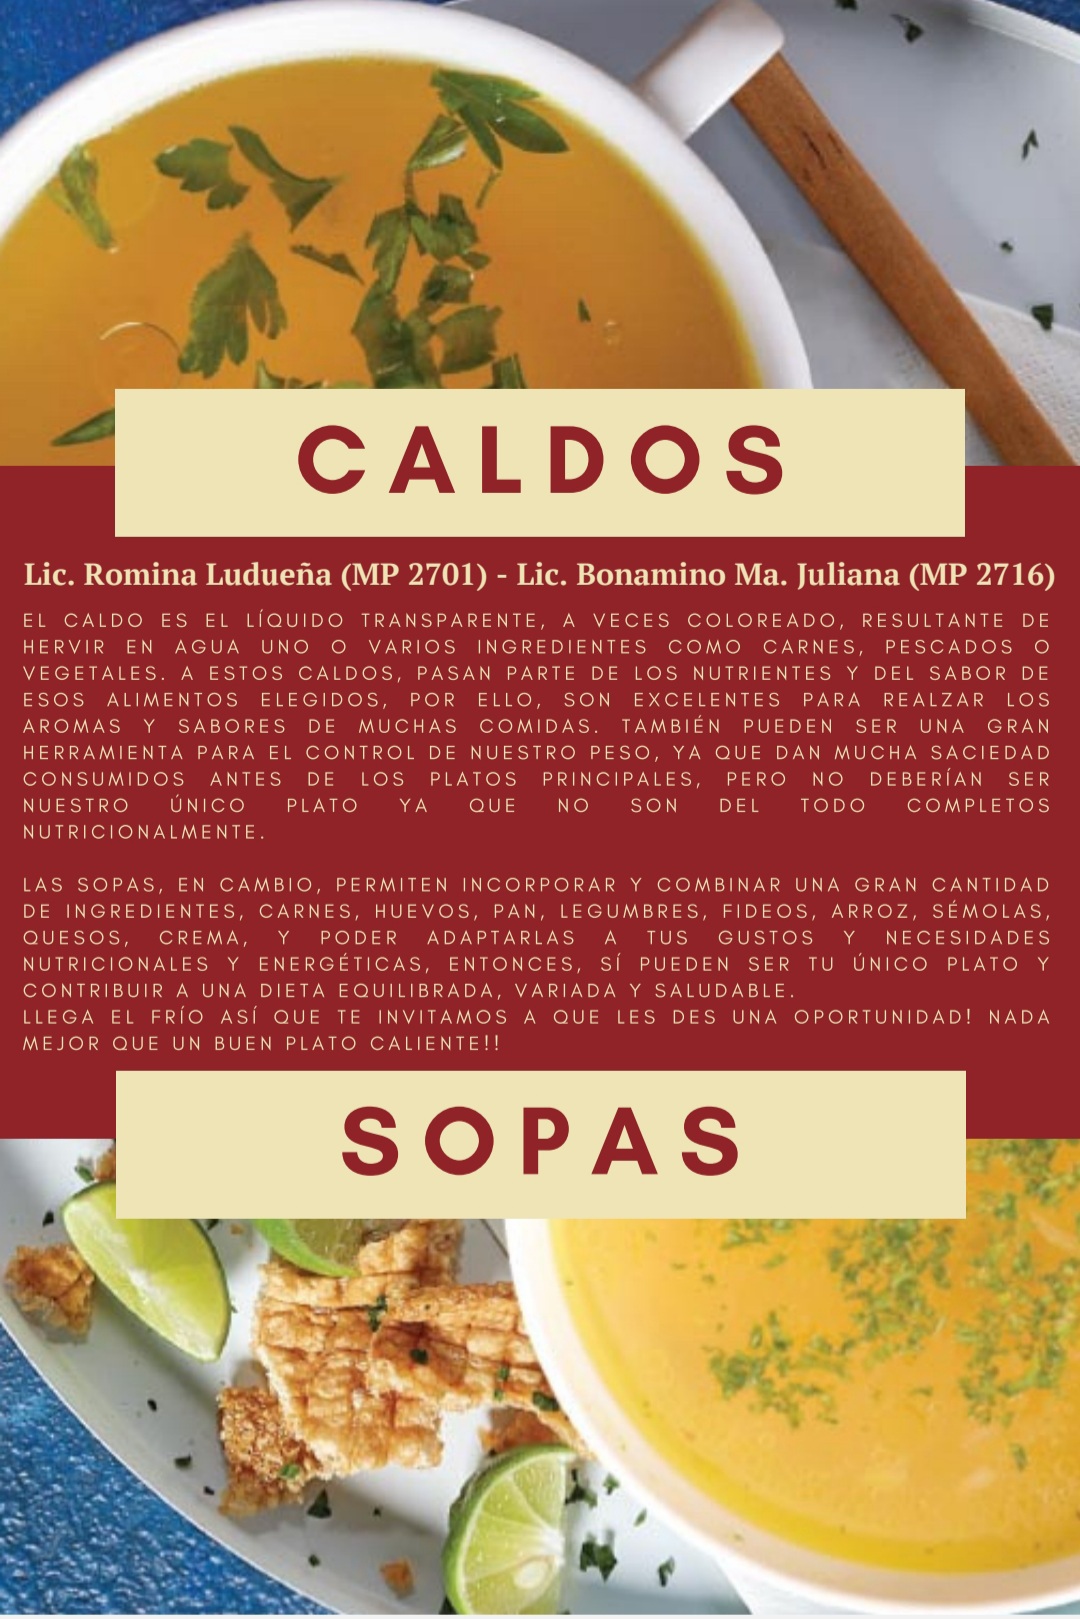 CALDOS
Lic. Romina Ludueña (MP 2701) - Lic. Bonamino Ma. Juliana (MP 2716)
EL CALDO ES EL LÍQUIDO TRANSPARENTE, A VECES COLOREADO, RESULTANTE DE
HERVIR EN AGUA UNO O VARIOS INGREDIENTES COMO CARNES, PESCADOS O
VEGETALES. A ESTOS CALDOS, PASAN PARTE DE LOS NUTRIENTES Y DEL SABOR DE
ESOS ALIMENTOS ELEGIDOS, POR ELLO, SON EXCELENTES PARA REALZAR LOS
AROMAS Y SABORES DE MUCHAS COMIDAS. TAMBIÉN PUEDEN SER UNA GRAN
HERRAMIENTA PARA EL CONTROL DE NUESTRO PESO, YA QUE DAN MUCHA SACIEDAD
CONSUMIDOS ANTES DE LOS PLATOS PRINCIPALES, PERO NO DEBERÍAN SER
NUESTRO ÚNICO PLATO YA QUE NO SON DEL TODO COMPLETOS
NUTRICIONALMENTE.
LAS SOPAS, EN CAMBIO, PERMITEN INCORPORAR Y COMBINAR UNA GRAN CANTIDAD
DE INGREDIENTES, CARNES, HUEVOS, PAN, LEGUMBRES, FIDEOS, ARROZ, SÉMOLAS,
QUESOS, CREMA, Y PODER ADAPTARLAS A TUS GUSTOS Y NECESIDADES
NUTRICIONALES Y ENERGÉTICAS, ENTONCES, SÍ PUEDEN SER TU ÚNICO PLATO Y
CONTRIBUIR A UNA DIETA EQUILIBRADA, VARIADA Y SALUDABLE.
LLEGA EL FRÍO ASÍ QUE TE INVITAMOS A QUE LES DES UNA OPORTUNIDAD! NADA
MEJOR QUE UN BUEN PLATO CALIENTE!!
SOPAS